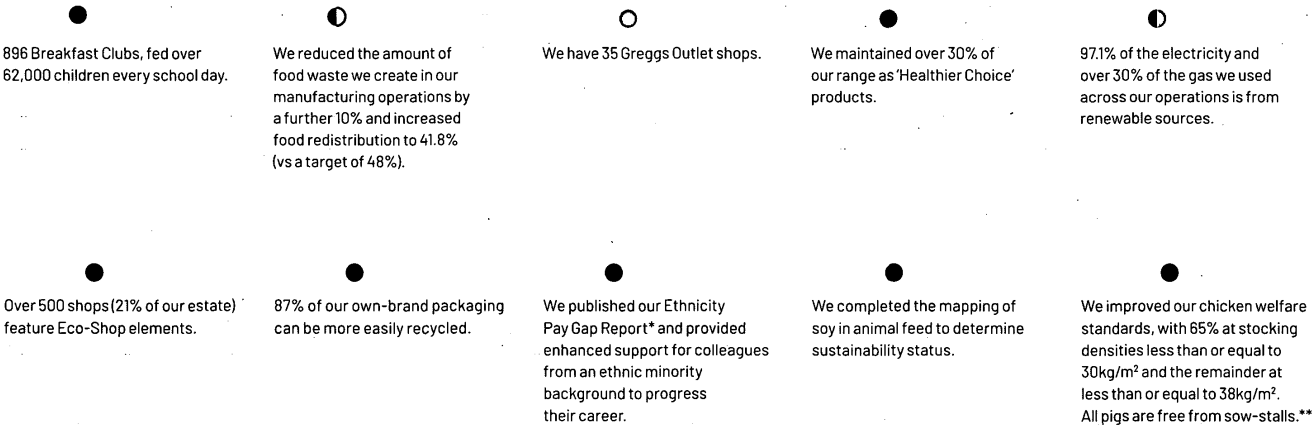 896 Breakfast Clubs, fed over
62,000 children every school day.
We reduced the amount of
food waste we create in our
manufacturing operations by
a further 10% and increased
food redistribution to 41.8%
(vs a target of 48%).
We have 35 Greggs Outlet shops.
We maintained over 30% of
our range as ‘Healthier Choice’
products.
97.1% of the electricity and
over 30% of the gas we used
across our operations is from
renewable sources.
Over 500 shops (21% of our estate)
feature Eco-Shop elements.
87% of our own-brand packaging
can be more easily recycled.
We published our Ethnicity
Pay Gap Report* and provided
enhanced support for colleagues
from an ethnic minority
background to progress
their career.
We completed the mapping of
soy in animal feed to determine
sustainability status.
We improved our chicken welfare
standards, with 65% at stocking
densities less than or equal to
30kg/m² and the remainder at
less than or equal to 38kg/m².
All pigs are free from sow-stalls.**